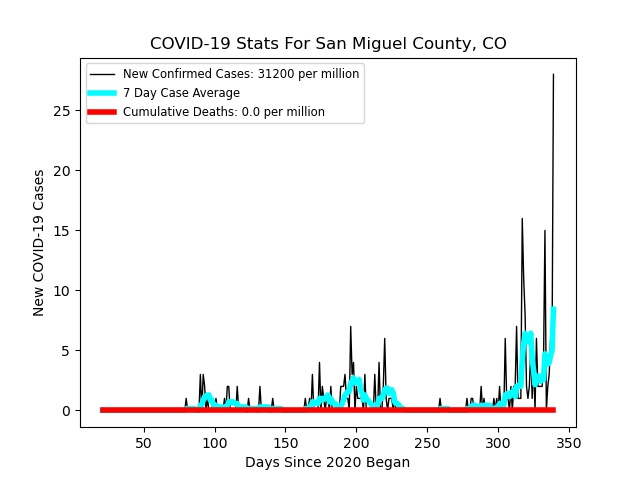 COVID-19 Stats For San Miguel County, CO
New Confirmed Cases: 31200 per million
7 Day Case Average
Cumulative Deaths: 0.0 per million
New COVID-19 Cases
25
20
15
10
5
0
50 100 150 200 250 300 350
Days Since 2020 Began